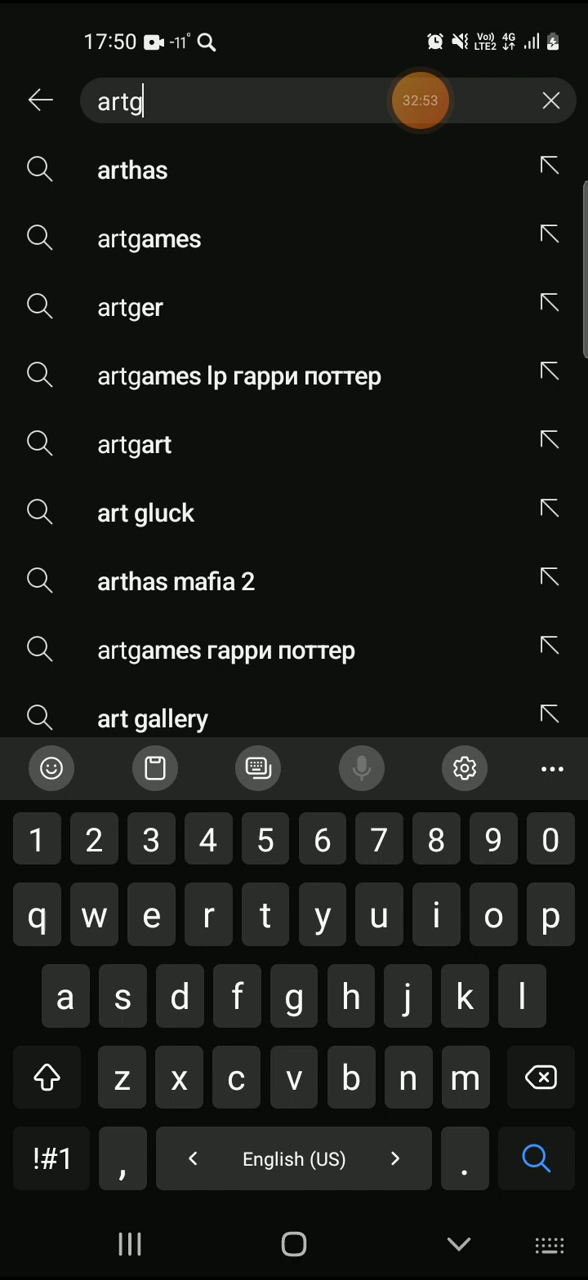 17:50 -11° Vo)) LTE2 4G
artg 32:53
arthas
artgames
artger
artgames lp гарри поттер
artgart
art gluck
arthas mafia 2
artgames гарри поттер
art gallery
1 2 3 4 5 6 7 8 9 0
q w e r t y u i o p
a s d f g h j k l
z x c v b n m
!#1 , < English (US) > .